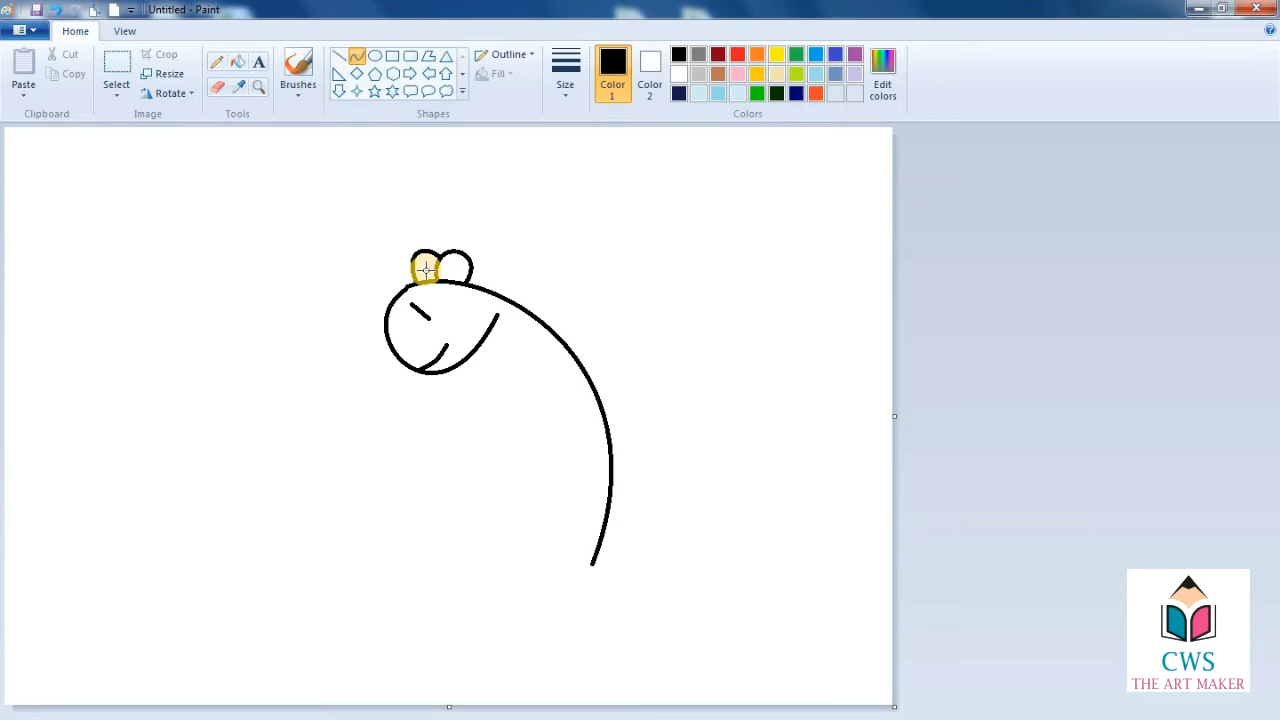 Untitled - Paint
Home View
Paste
Cut
Copy
Clipboard
Select
Crop
Resize
Rotate
Image
A
Tools
Brushes
Outline
Fill
Shapes
Size
Color
1
Color
2
Edit
colors
Colors
CWS
THE ART MAKER